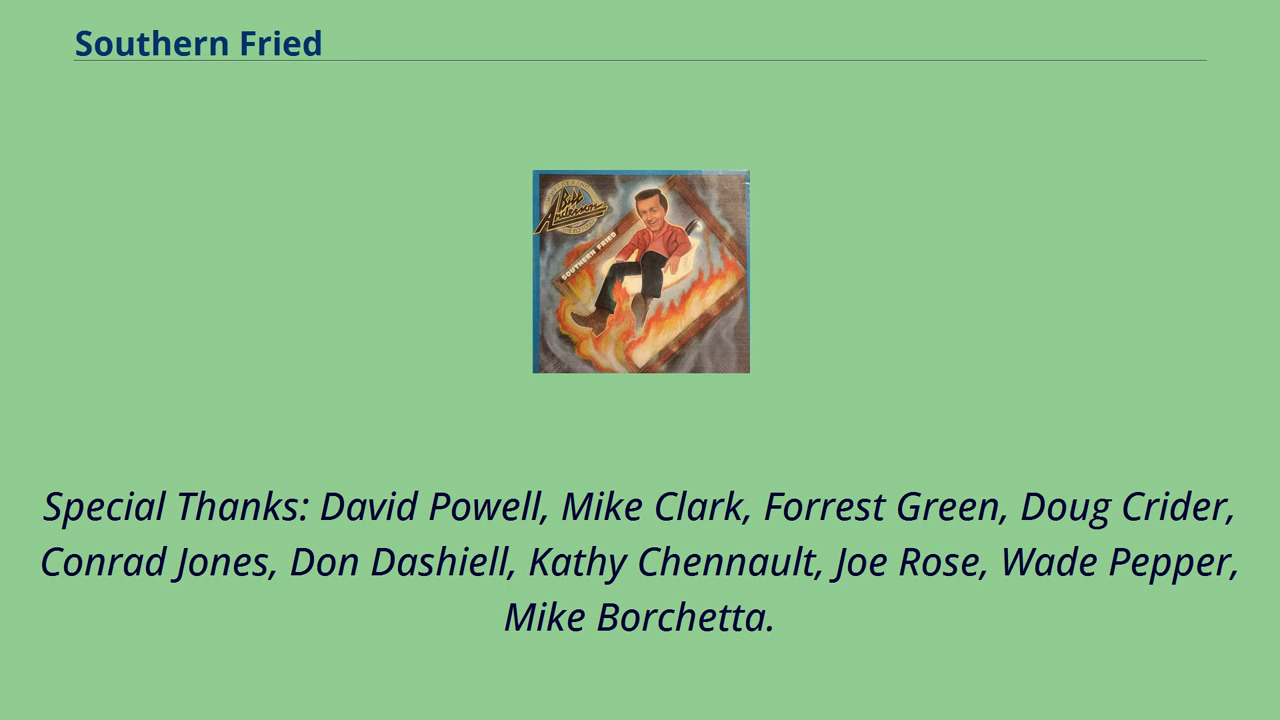 Southern Fried
Bill
Anderson
SOUTHERN FRIED
Special Thanks: David Powell, Mike Clark, Forrest Green, Doug Crider,
Conrad Jones, Don Dashiell, Kathy Chennault, Joe Rose, Wade Pepper,
Mike Borchetta.